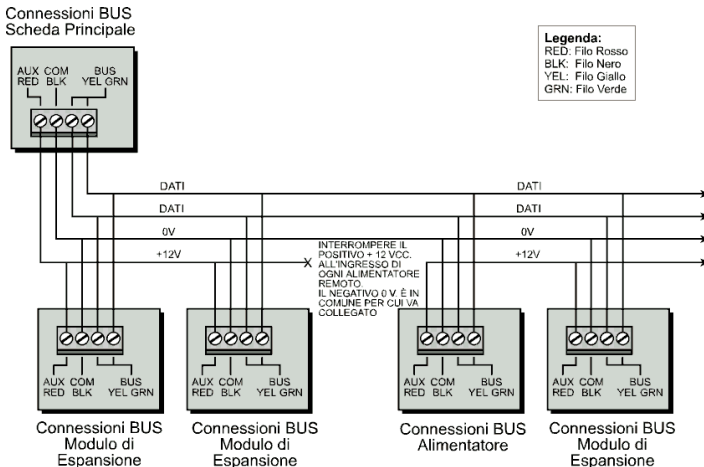 Connessioni BUS
Scheda Principale
AUX COM BUS
RED BLK YEL GRN
Legenda:
RED: Filo Rosso
BLK: Filo Nero
YEL: Filo Giallo
GRN: Filo Verde
DATI DATI
DATI DATI
0V 0V
+12V +12V
X
INTERROMPERE IL
POSITIVO + 12 VCC.
ALL'INGRESSO DI
OGNI ALIMENTATORE
REMOTO.
IL NEGATIVO 0 V. È IN
COMUNE PER CUI VA
COLLEGATO
AUX COM BUS
RED BLK YEL GRN
Connessioni BUS
Modulo di
Espansione
AUX COM BUS
RED BLK YEL GRN
Connessioni BUS
Modulo di
Espansione
AUX COM BUS
RED BLK YEL GRN
Connessioni BUS
Alimentatore
AUX COM BUS
RED BLK YEL GRN
Connessioni BUS
Modulo di
Espansione